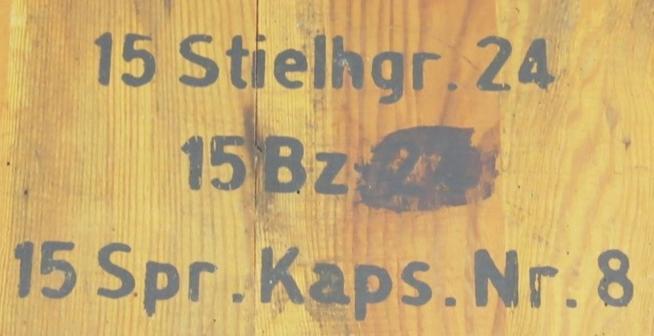 15 Stielhgr. 24
15 Bz
15 Spr. Kaps. Nr. 8